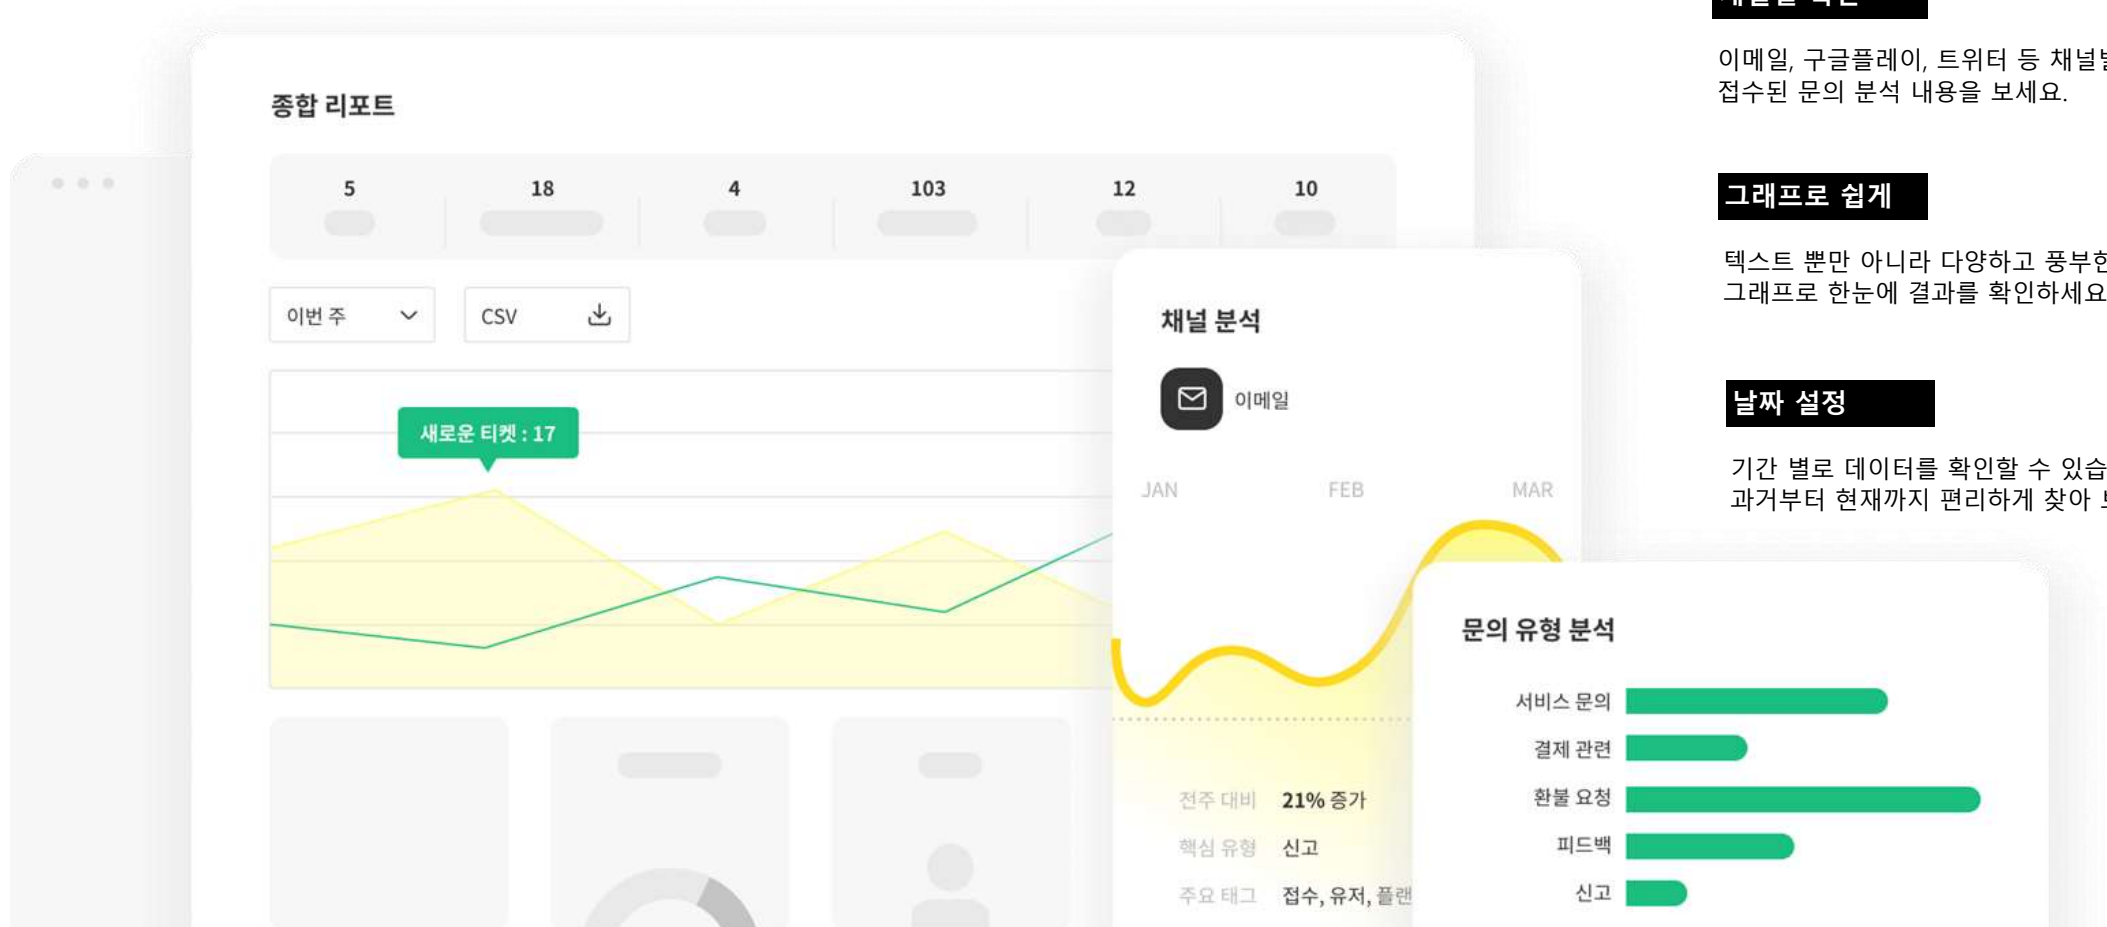 종합 리포트
5 18 4 103 12 10
이번 주
CSV
새로운 티켓 : 17
채널 분석
이메일
JAN FEB MAR
전주 대비 21% 증가
핵심 유형 신고
주요 태그 접수, 유저, 플랜
문의 유형 분석
서비스 문의
결제 관련
환불 요청
피드백
신고
이메일, 구글플레이, 트위터 등
접수된 문의 분석 내용을 보세요.
그래프로 쉽게
텍스트 뿐만 아니라 다양하고 풍부한
그래프로 한눈에 결과를 확인하세요
날짜 설정
기간 별로 데이터를 확인할 수 있습
과거부터 현재까지 편리하게 찾아